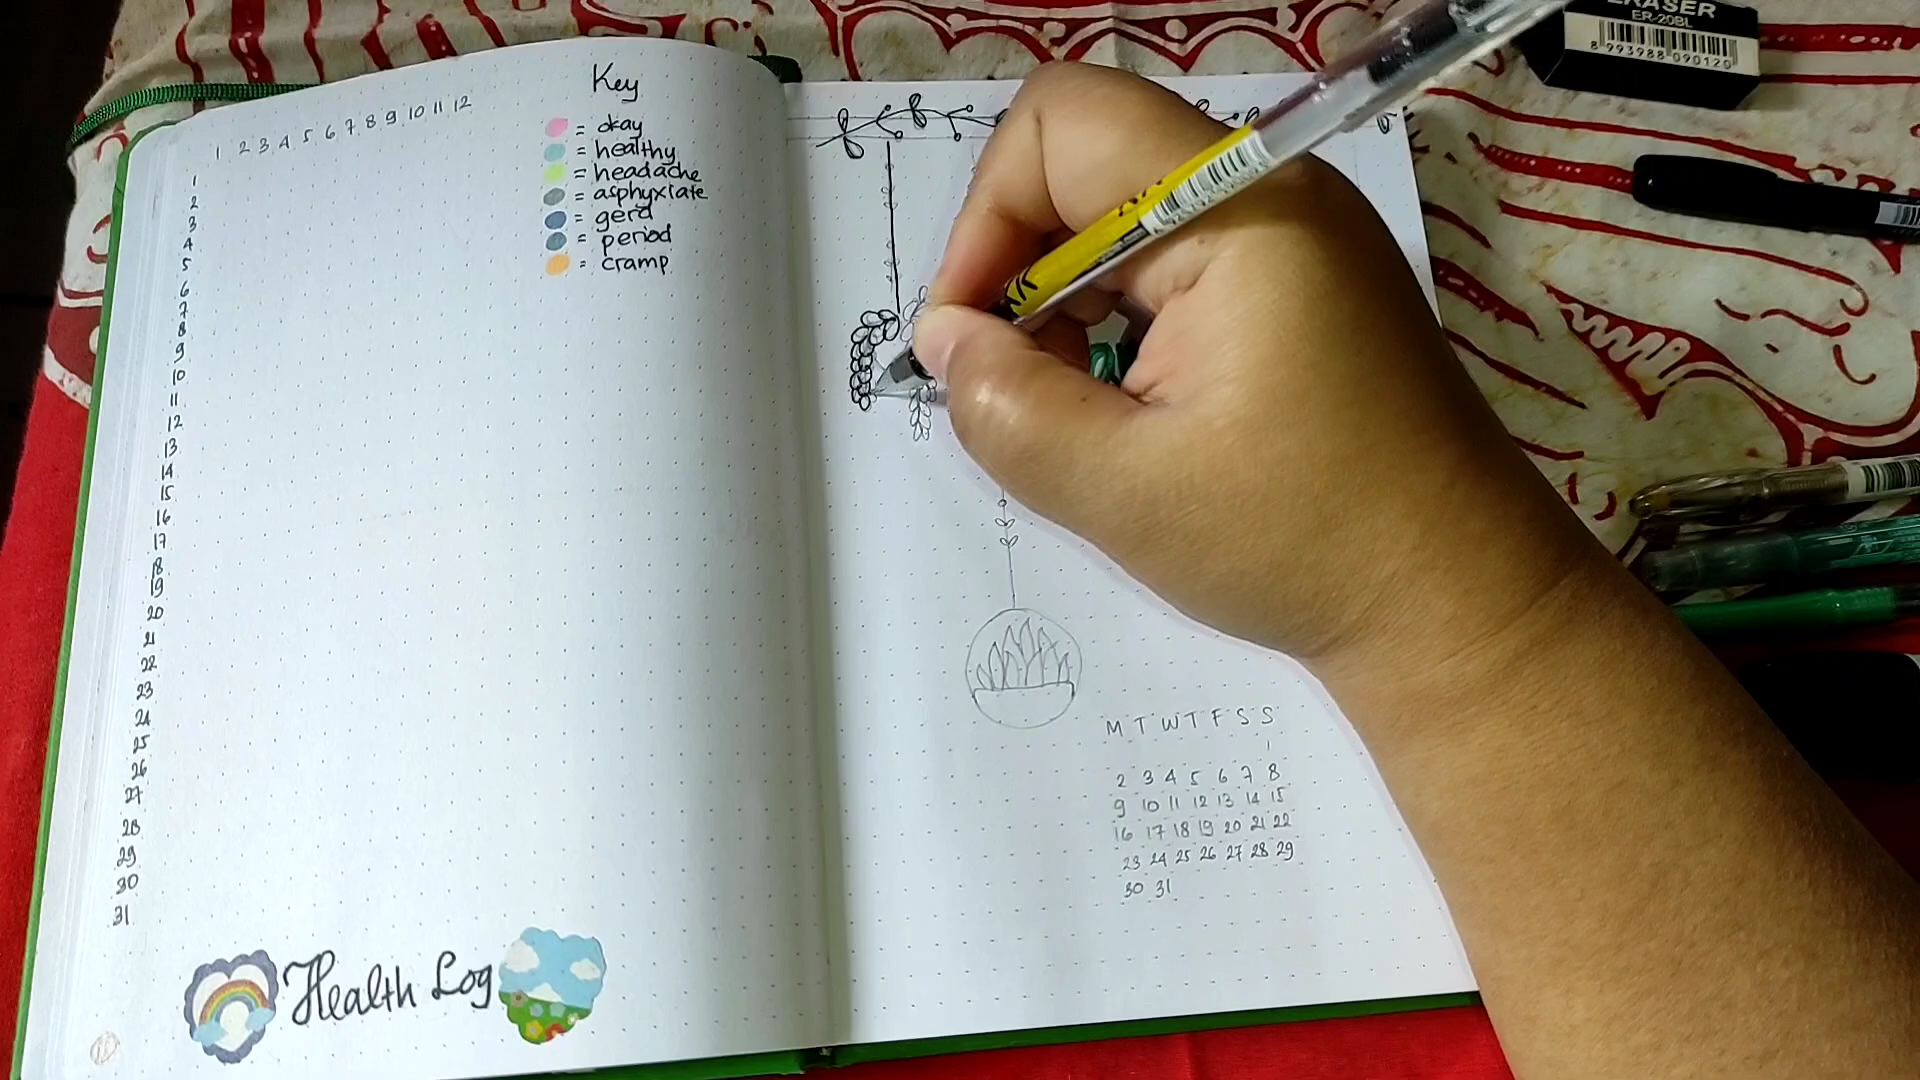 Key
1 2 3 4 5 6 7 8 9 10 11 12
= okay
= healthy
= headache
= asphyxiate
= gerd
= period
= cramp
1
2
3
4
5
6
7
8
9
10
11
12
13
14
15
16
17
18
19
20
21
22
23
24
25
26
27
28
29
30
31
Health Log
M T W T F S S
1
2 3 4 5 6 7 8
9 10 11 12 13 14 15
16 17 18 19 20 21 22
23 24 25 26 27 28 29
30 31
ERASER
ER-20BL
8 993988 090120